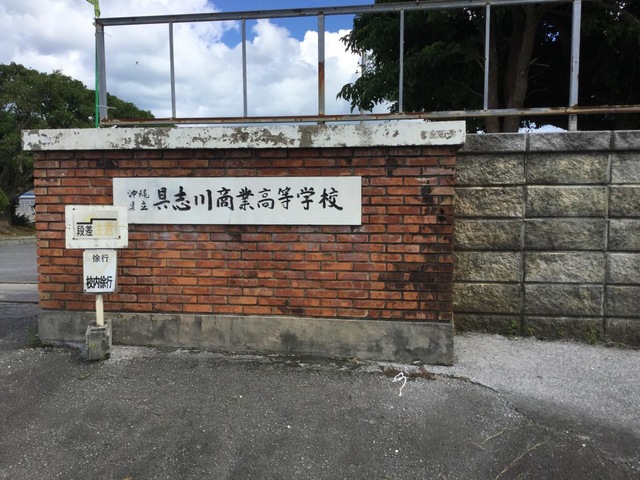 沖縄県立具志川商業高等学校
段差
徐行
校内徐行